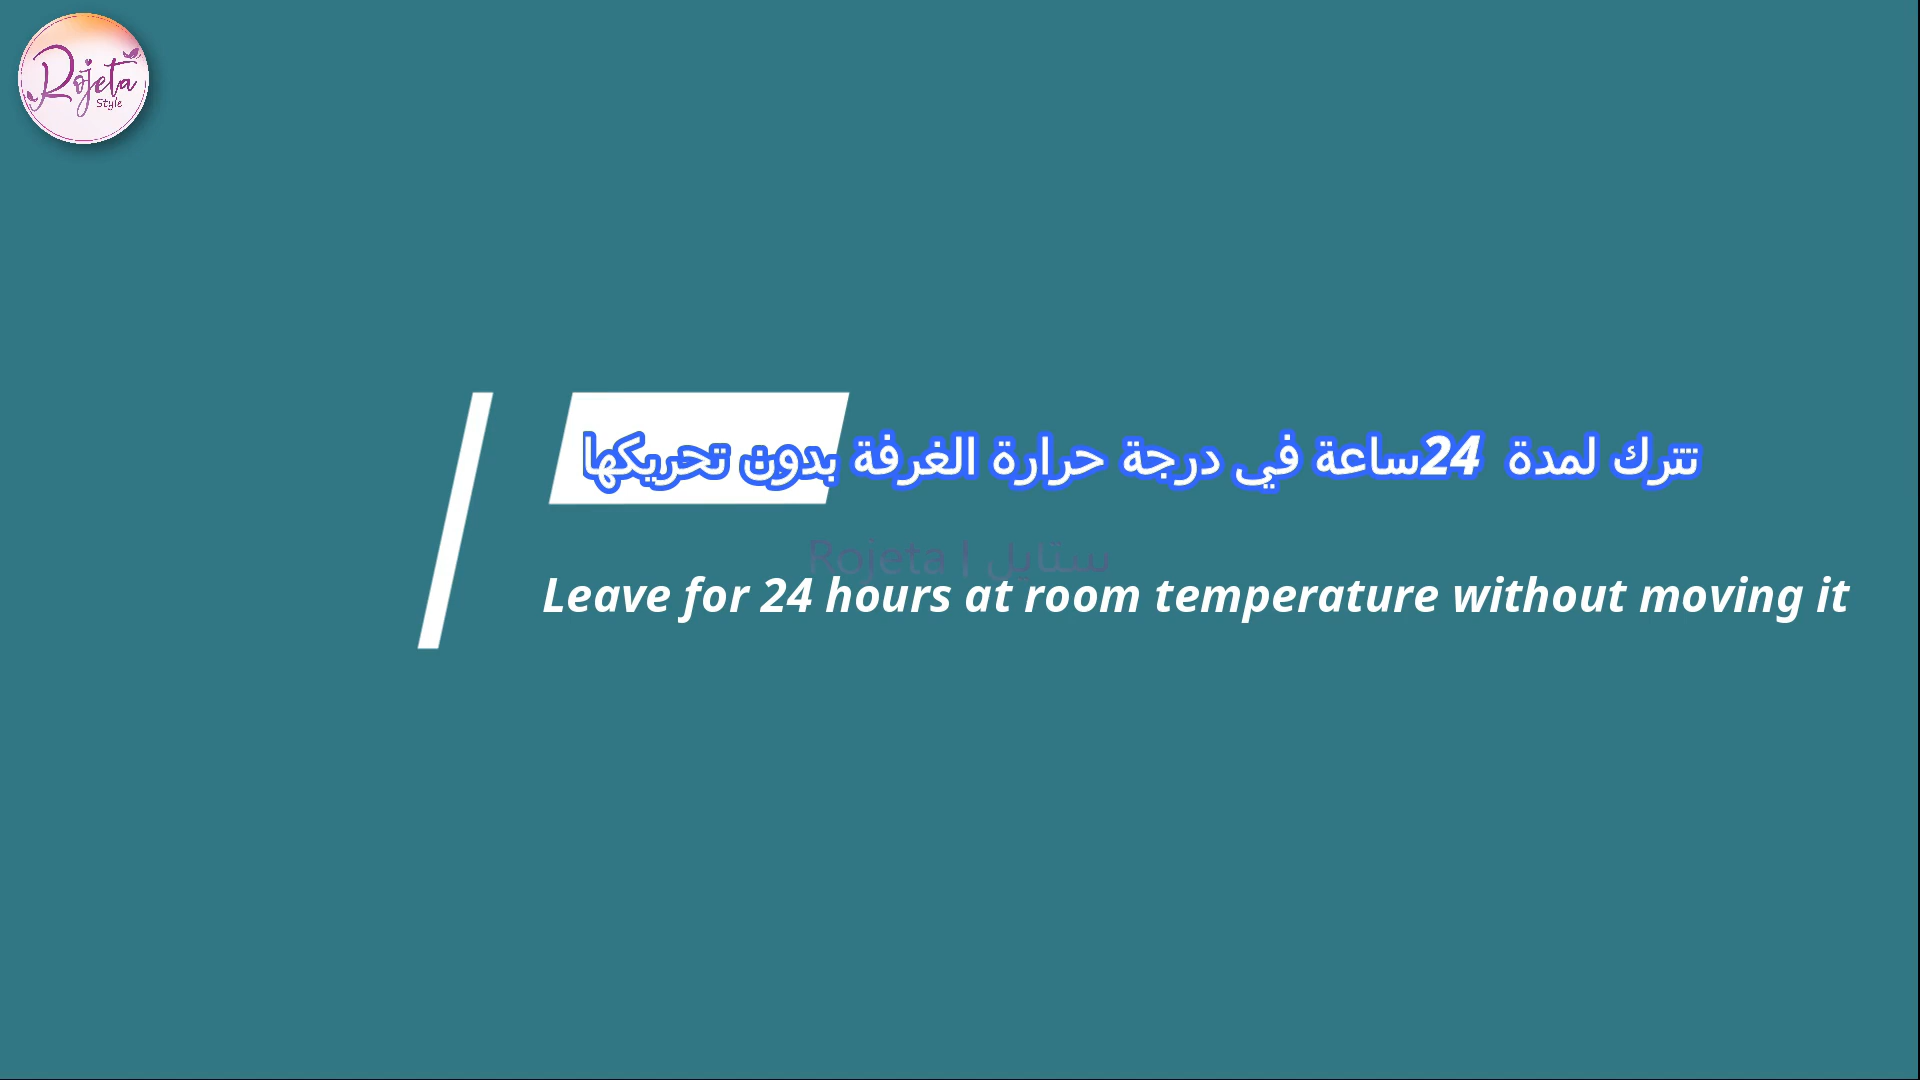 Rojeta
Style
تترك لمدة 24ساعة في درجة حرارة الغرفة بدون تحريكها
Rojeta | ستايل
Leave for 24 hours at room temperature without moving it